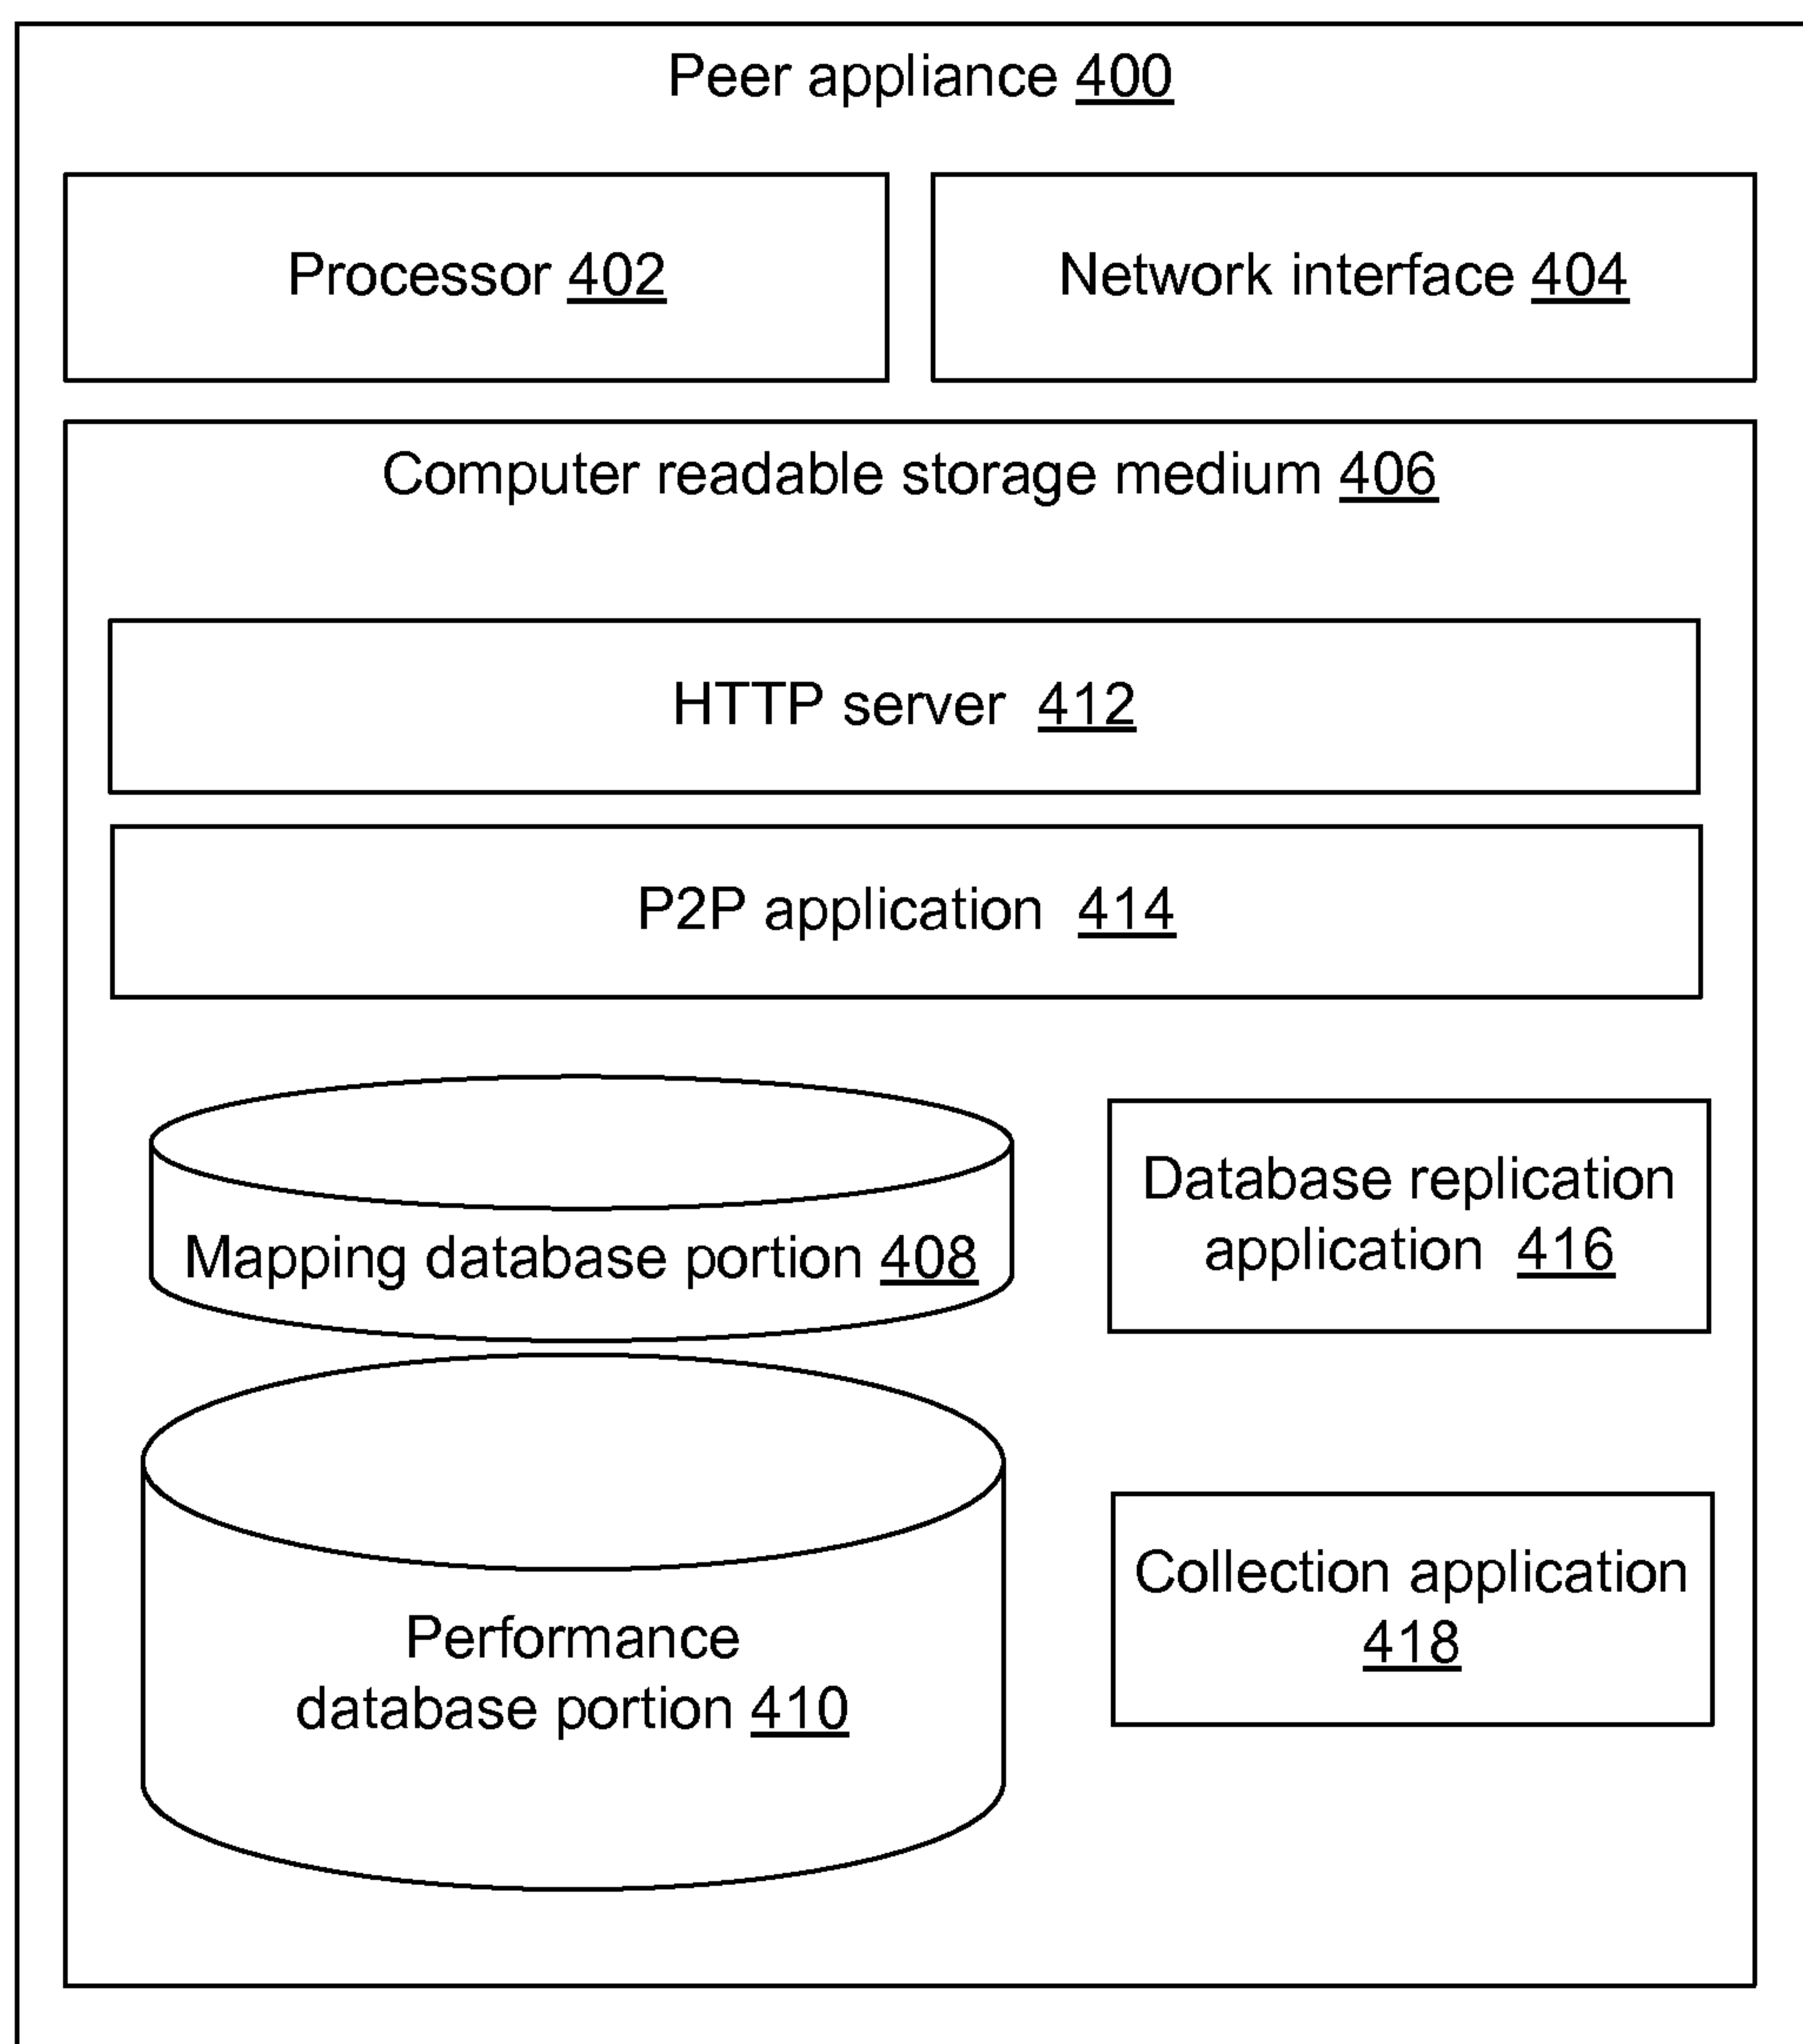 Peer appliance 400
Processor 402
Network interface 404
Computer readable storage medium 406
HTTP server 412
P2P application 414
Mapping database portion 408
Database replication
application 416
Performance
database portion 410
Collection application
418